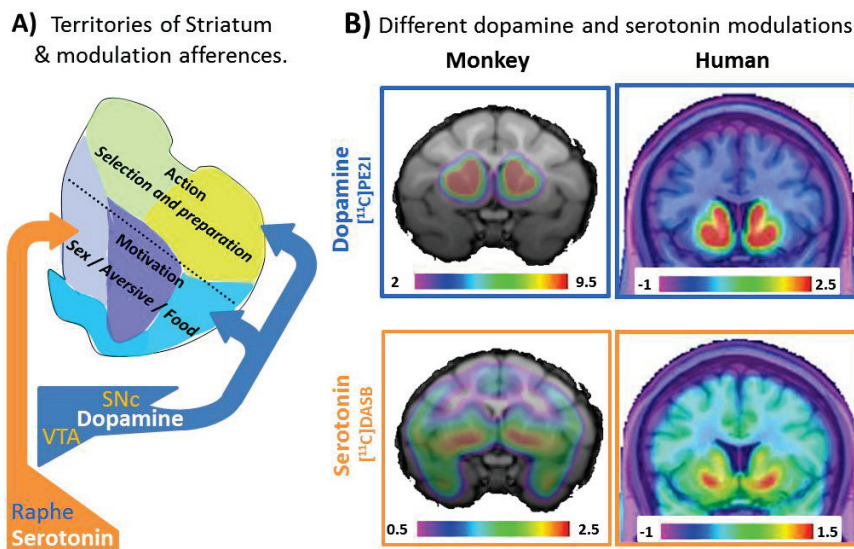 A) Territories of Striatum
& modulation afferences.
Action
Selection and preparation
Motivation
Sex / Aversive / Food
SNc
Dopamine
VTA
Raphe
Serotonin
B) Different dopamine and serotonin modulations
Monkey
Human
Dopamine
[¹¹C]PE2I
2
9.5
-1
2.5
Serotonin
[¹¹C]DASB
0.5
2.5
-1
1.5